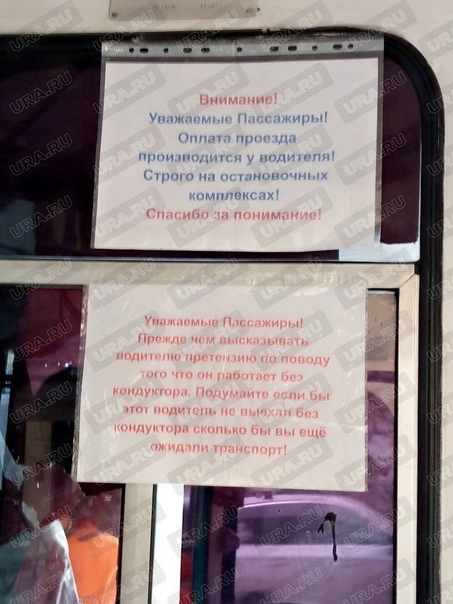 Внимание!
Уважаемые Пассажиры!
Оплата проезда
производится у водителя!
Строго на остановочных
комплексах!
Спасибо за понимание!
Уважаемые Пассажиры!
Прежде чем высказывать
водителю претензию по поводу
того что он работает без
кондуктора. Подумайте если бы
этот водитель не выехал без
кондуктора сколько бы вы ещё
ожидали транспорт!
URA.RU